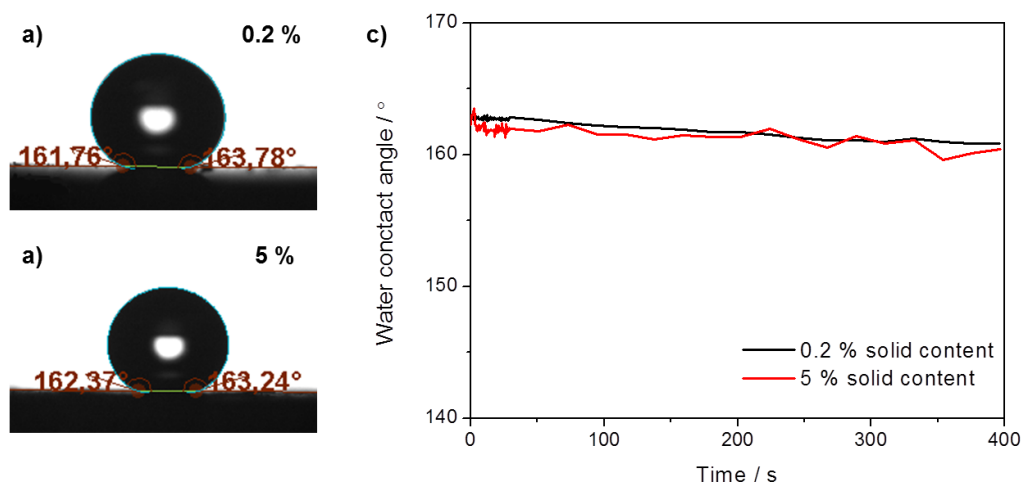 a) 0.2 %
161,76° 163,78°
a) 5 %
162,37° 163,24°
c)
Water conctact angle / °
170
160
150
140
0.2 % solid content
5 % solid content
0 100 200 300 400
Time / s